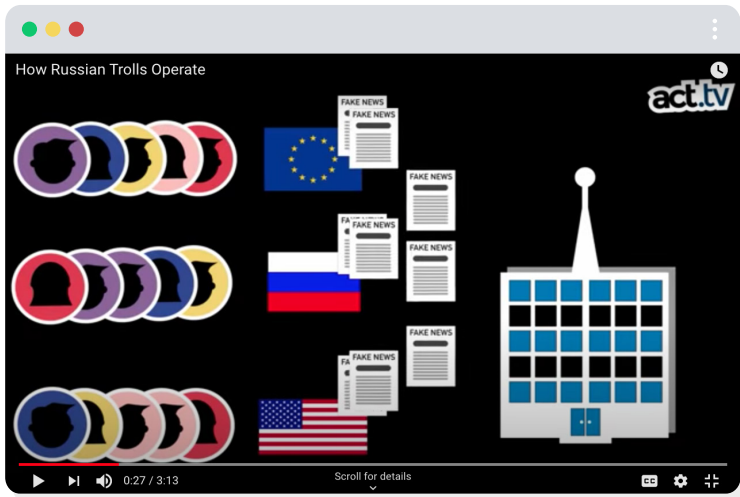 How Russian Trolls Operate
act.tv
FAKE NEWS
FAKE NEWS
FAKE NEWS
FAKE NEWS
FAKE NEWS
FAKE NEWS
FAKE NEWS
0:27 / 3:13
Scroll for details
CC